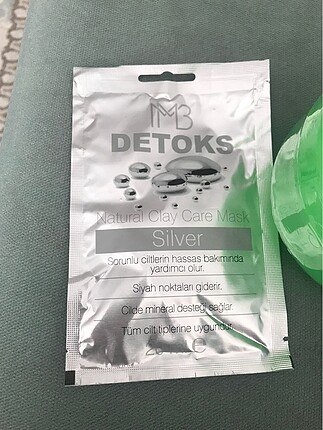 MB
DETOKS
Natural Clay Care Mask
Silver
Sorunlu ciltlerin hassas bakımında
yardımcı olur.
Siyah noktaları giderir.
Cilde mineral desteği sağlar.
Tüm cilt tiplerine uygundur.